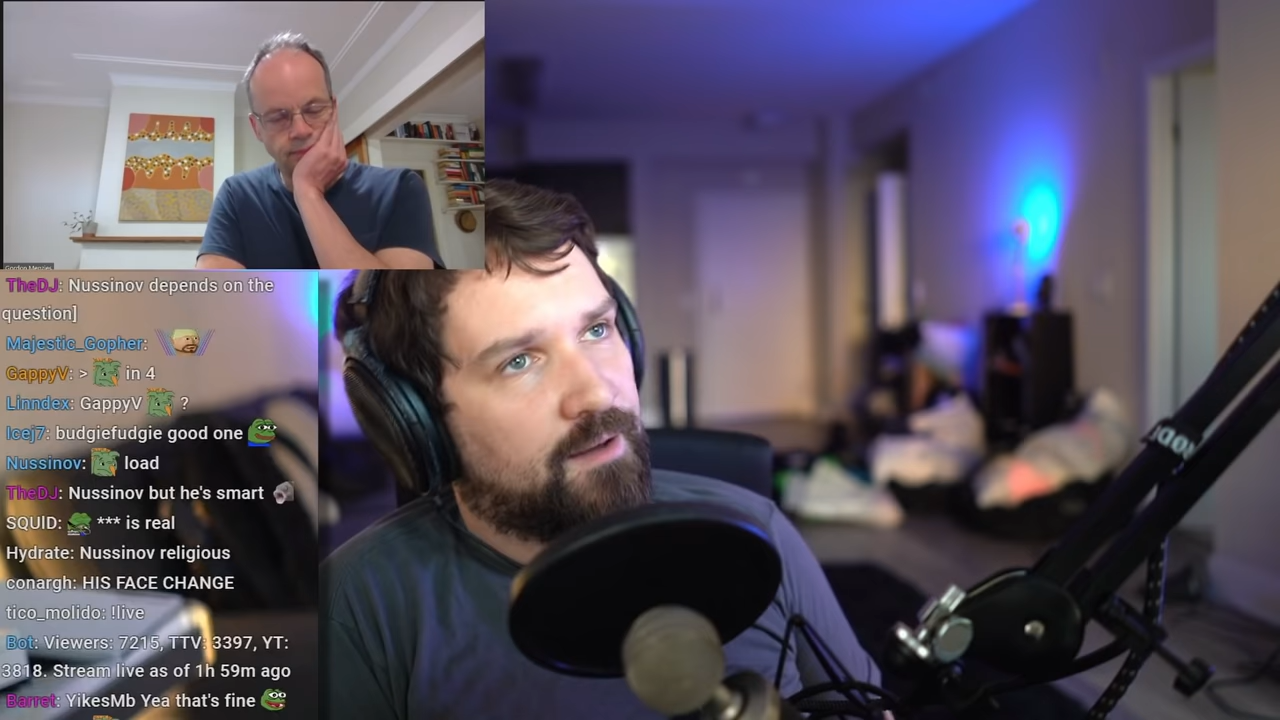 Gordon Menzies
TheDJ: Nussinov depends on the
question]
Majestic_Gopher:
GappyV: > in 4
Linndex: GappyV ?
Icej7: budgiefudgie good one
Nussinov: load
TheDJ: Nussinov but he's smart
SQUID: *** is real
Hydrate: Nussinov religious
conargh: HIS FACE CHANGE
tico_molido: !live
Bot: Viewers: 7215, TTV: 3397, YT:
3818. Stream live as of 1h 59m ago
Barret: YikesMb Yea that's fine